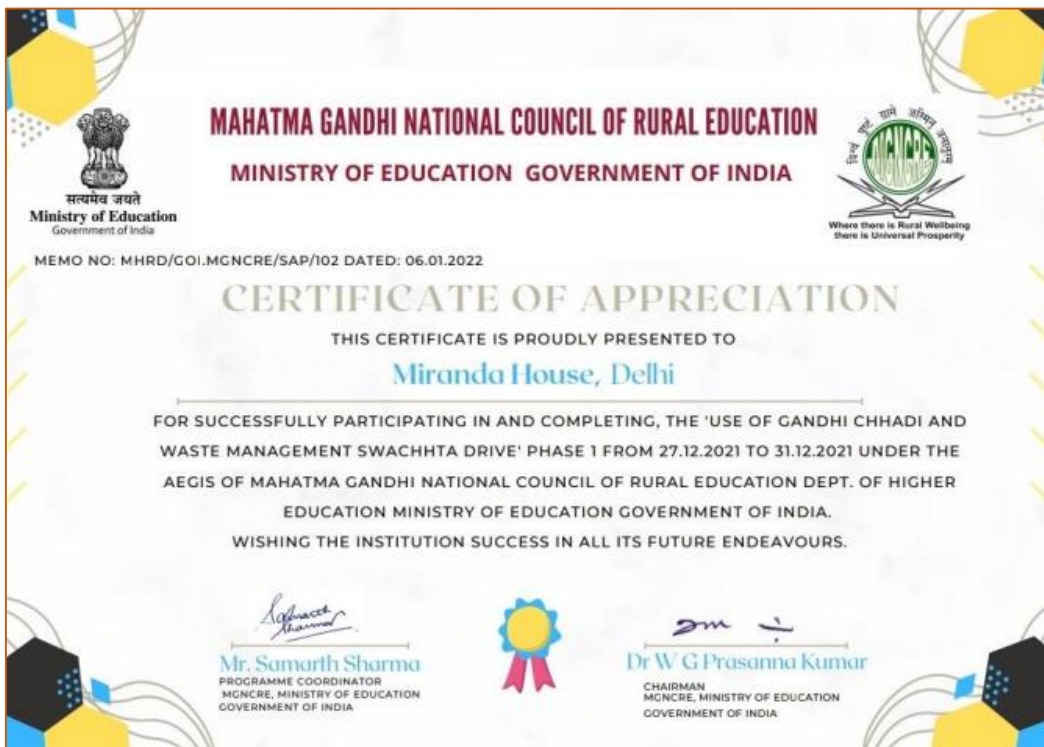 MAHATMA GANDHI NATIONAL COUNCIL OF RURAL EDUCATION
MINISTRY OF EDUCATION GOVERNMENT OF INDIA
सत्यमेव जयते
Ministry of Education
Government of India
MGNCRE
Where there is Rural Wellbeing
there is Universal Prosperity
MEMO NO: MHRD/GOI.MGNCRE/SAP/102 DATED: 06.01.2022
CERTIFICATE OF APPRECIATION
THIS CERTIFICATE IS PROUDLY PRESENTED TO
Miranda House, Delhi
FOR SUCCESSFULLY PARTICIPATING IN AND COMPLETING, THE 'USE OF GANDHI CHHADI AND
WASTE MANAGEMENT SWACHHTA DRIVE' PHASE 1 FROM 27.12.2021 TO 31.12.2021 UNDER THE
AEGIS OF MAHATMA GANDHI NATIONAL COUNCIL OF RURAL EDUCATION DEPT. OF HIGHER
EDUCATION MINISTRY OF EDUCATION GOVERNMENT OF INDIA.
WISHING THE INSTITUTION SUCCESS IN ALL ITS FUTURE ENDEAVOURS.
Samarth
Sharma
Mr. Samarth Sharma
PROGRAMME COORDINATOR
MGNCRE, MINISTRY OF EDUCATION
GOVERNMENT OF INDIA
Dr W G Prasanna Kumar
CHAIRMAN
MGNCRE, MINISTRY OF EDUCATION
GOVERNMENT OF INDIA